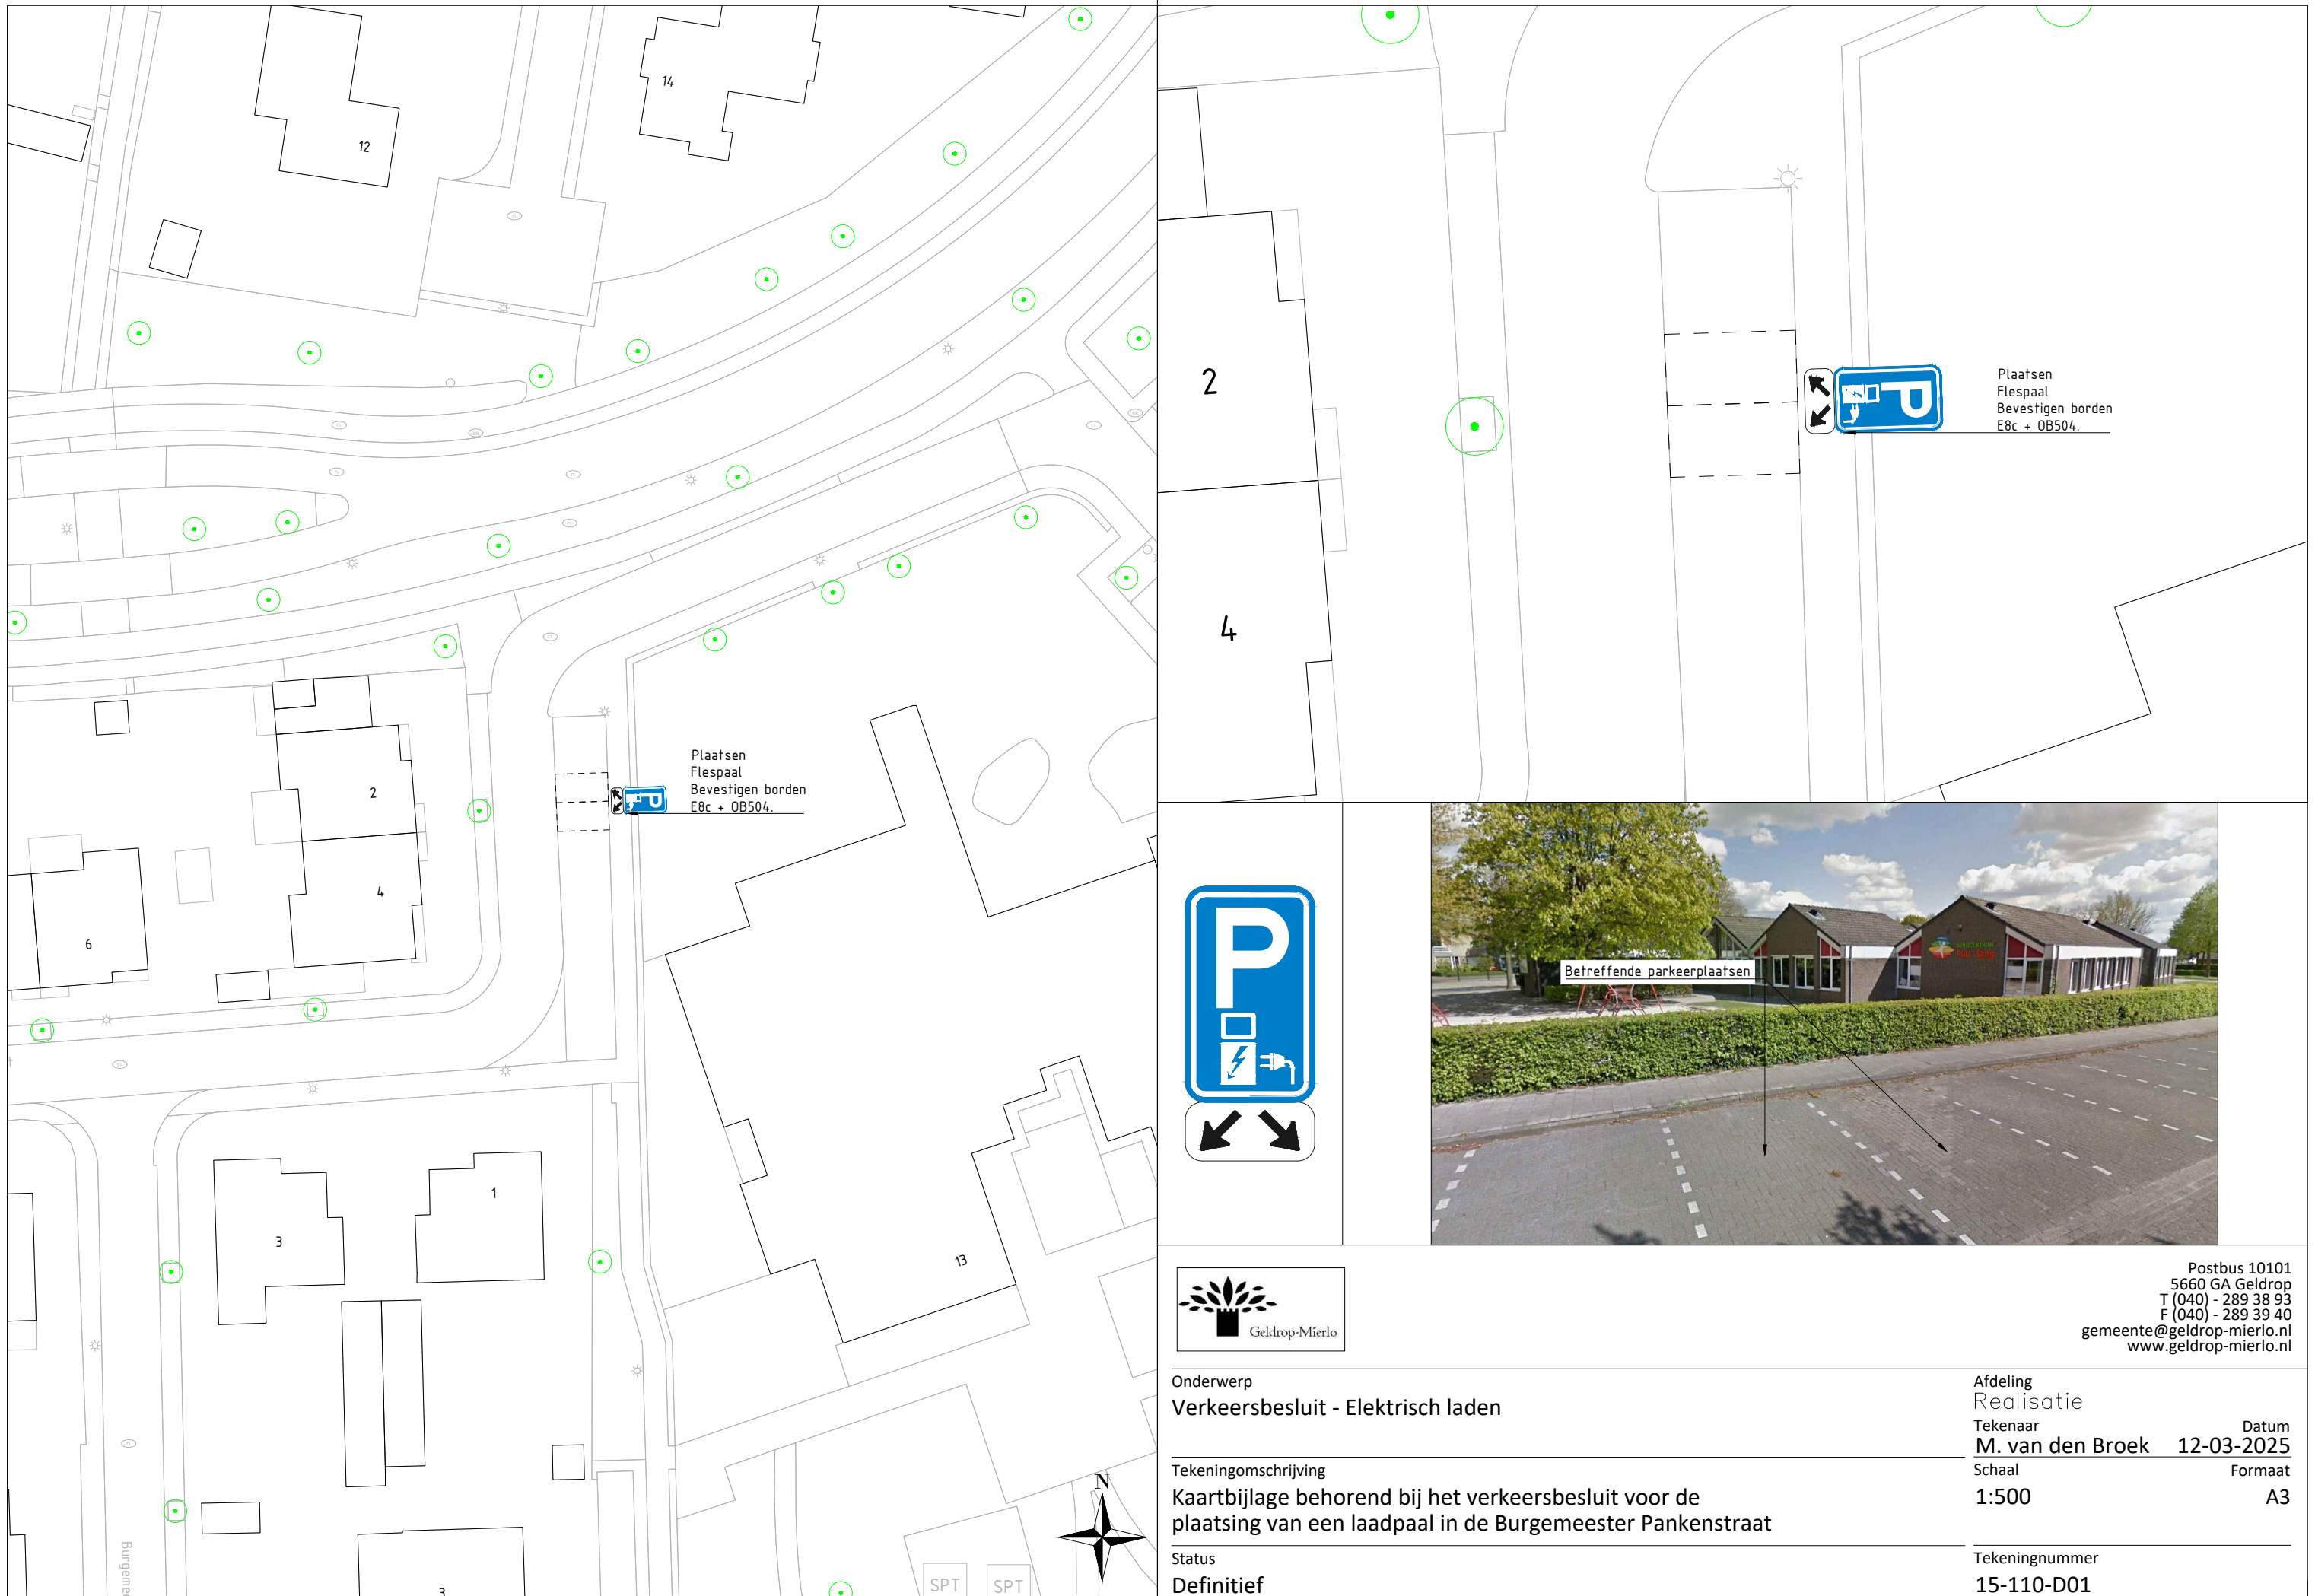 14
12
Plaatsen
Flespaal
Bevestigen borden
E8c + OB504.
P
2
4
6
1
3
13
3
Burgemee
SPT
SPT
N
2
4
P
Plaatsen
Flespaal
Bevestigen borden
E8c + OB504.
P
Betreffende parkeerplaatsen
Geldrop-Mierlo
Postbus 10101
5660 GA Geldrop
T (040) - 289 38 93
F (040) - 289 39 40
gemeente@geldrop-mierlo.nl
www.geldrop-mierlo.nl
Onderwerp
Verkeersbesluit - Elektrisch laden
Afdeling
Realisatie
Tekenaar Datum
M. van den Broek 12-03-2025
Tekeningomschrijving
Kaartbijlage behorend bij het verkeersbesluit voor de
plaatsing van een laadpaal in de Burgemeester Pankenstraat
Schaal Formaat
1:500 A3
Status
Definitief
Tekeningnummer
15-110-D01